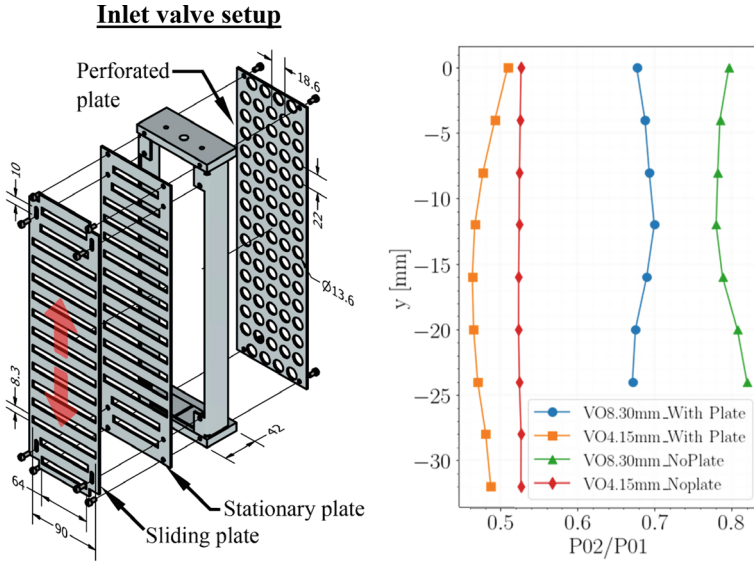 Inlet valve setup
Perforated
plate
18.6
10
22
Ø13.6
8.3
42
64
90
Stationary plate
Sliding plate
0
−5
−10
−15
−20
−25
−30
y [mm]
VO8.30mm_With Plate
VO4.15mm_With Plate
VO8.30mm_NoPlate
VO4.15mm_Noplate
0.5 0.6 0.7 0.8
P02/P01